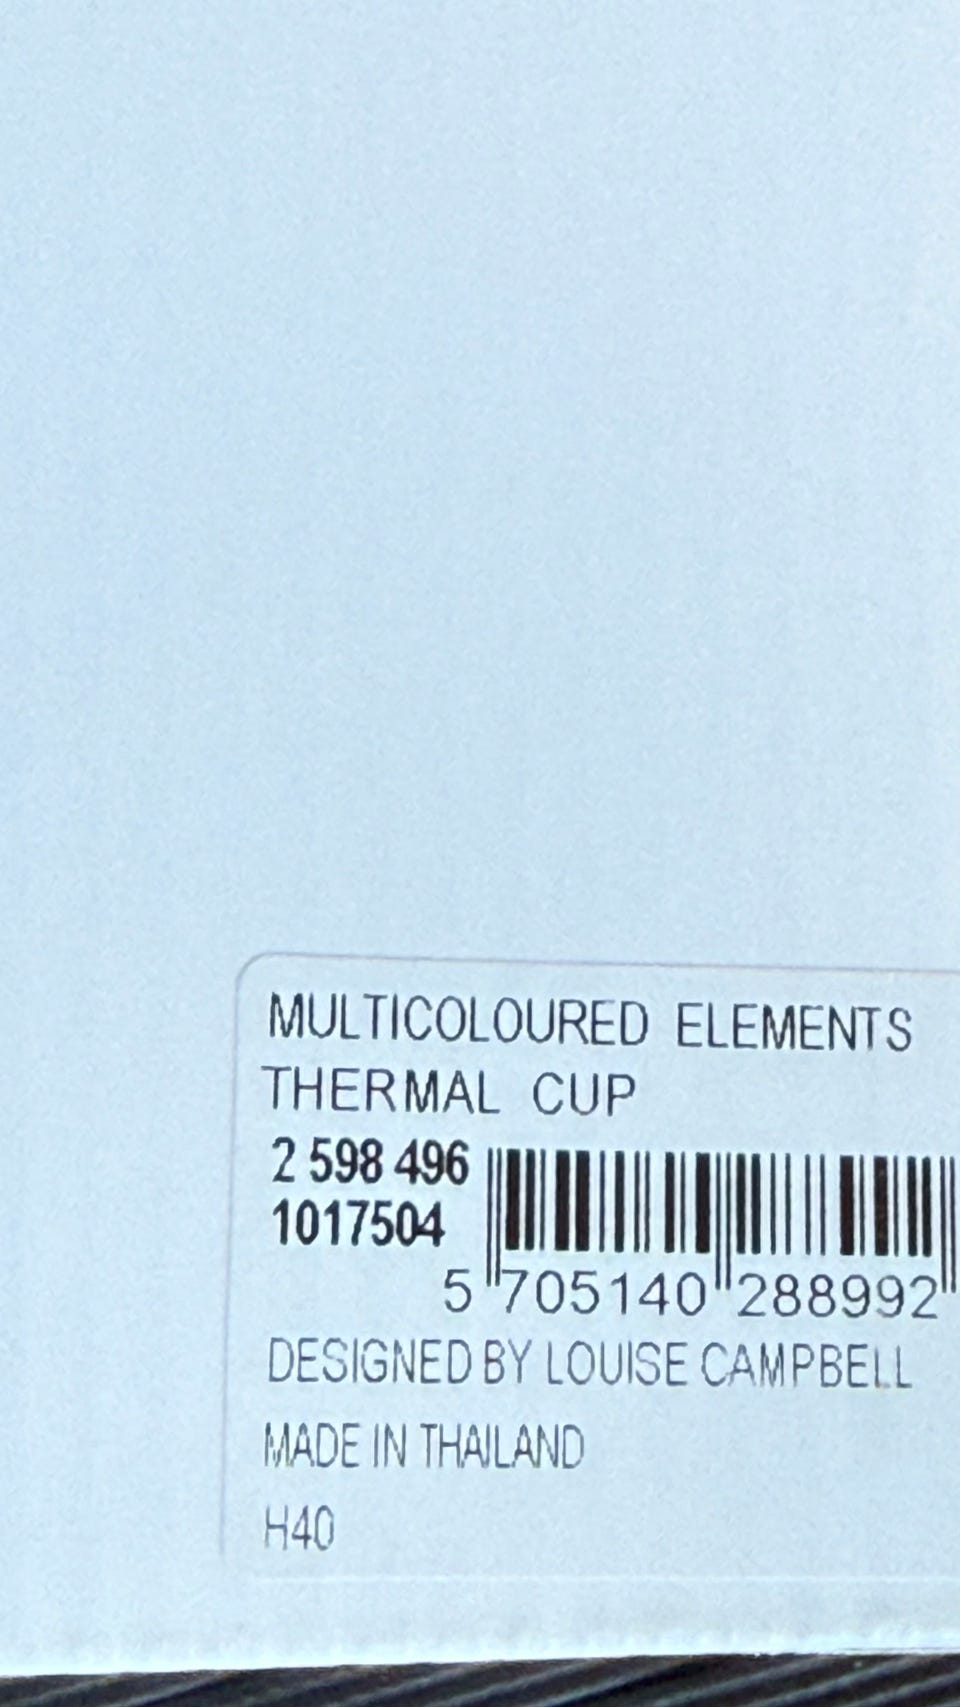 MULTICOLOURED ELEMENTS
THERMAL CUP
2 598 496
1017504
5 705140 288992
DESIGNED BY LOUISE CAMPBELL
MADE IN THAILAND
H40